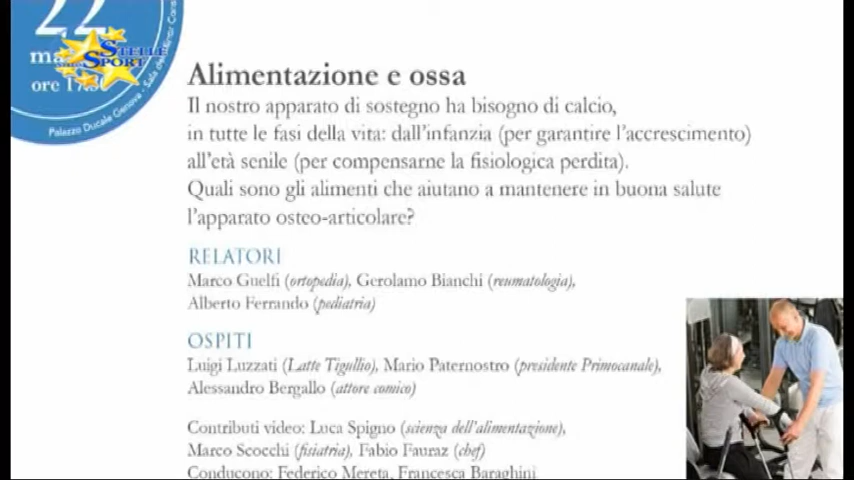 22
STELLE
NELLO
SPORT
Palazzo Ducale Genova - Sala del Minor Cons
Alimentazione e ossa
Il nostro apparato di sostegno ha bisogno di calcio,
in tutte le fasi della vita: dall'infanzia (per garantire l'accrescimento)
all'età senile (per compensarne la fisiologica perdita).
Quali sono gli alimenti che aiutano a mantenere in buona salute
l'apparato osteo-articolare?
RELATORI
Marco Guelfi (ortopedia), Gerolamo Bianchi (reumatologia),
Alberto Ferrando (pediatria)
OSPITI
Luigi Luzzati (Latte Tigullio), Mario Paternostro (presidente Primocanale),
Alessandro Bergallo (attore comico)
Contributi video: Luca Spigno (scienza dell'alimentazione),
Marco Scocchi (fisiatria), Fabio Fauraz (chef)
Conducono: Federico Mereta, Francesca Baraghini